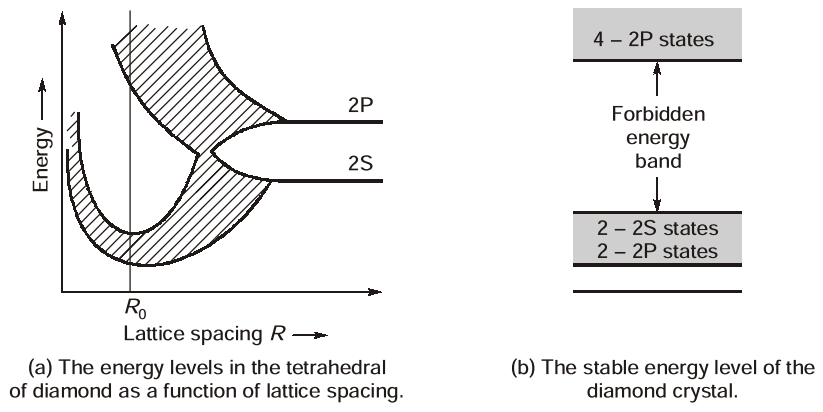 Energy
2P
2S
R0
Lattice spacing R
(a) The energy levels in the tetrahedral
of diamond as a function of lattice spacing.
4 – 2P states
Forbidden
energy
band
2 – 2S states
2 – 2P states
(b) The stable energy level of the
diamond crystal.